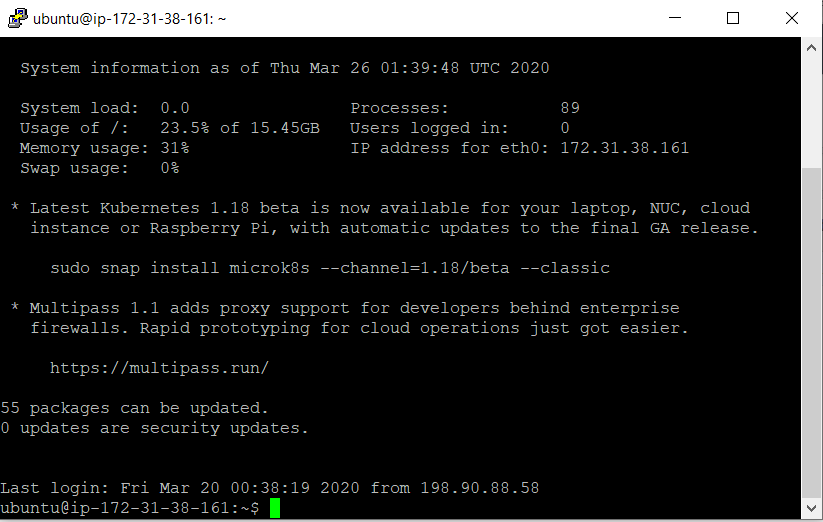 ubuntu@ip-172-31-38-161: ~
System information as of Thu Mar 26 01:39:48 UTC 2020
System load:  0.0                Processes:           89
Usage of /:   23.5% of 15.45GB   Users logged in:     0
Memory usage: 31%                IP address for eth0: 172.31.38.161
Swap usage:   0%
* Latest Kubernetes 1.18 beta is now available for your laptop, NUC, cloud
instance or Raspberry Pi, with automatic updates to the final GA release.
sudo snap install microk8s --channel=1.18/beta --classic
* Multipass 1.1 adds proxy support for developers behind enterprise
firewalls. Rapid prototyping for cloud operations just got easier.
https://multipass.run/
55 packages can be updated.
0 updates are security updates.
Last login: Fri Mar 20 00:38:19 2020 from 198.90.88.58
ubuntu@ip-172-31-38-161:~$